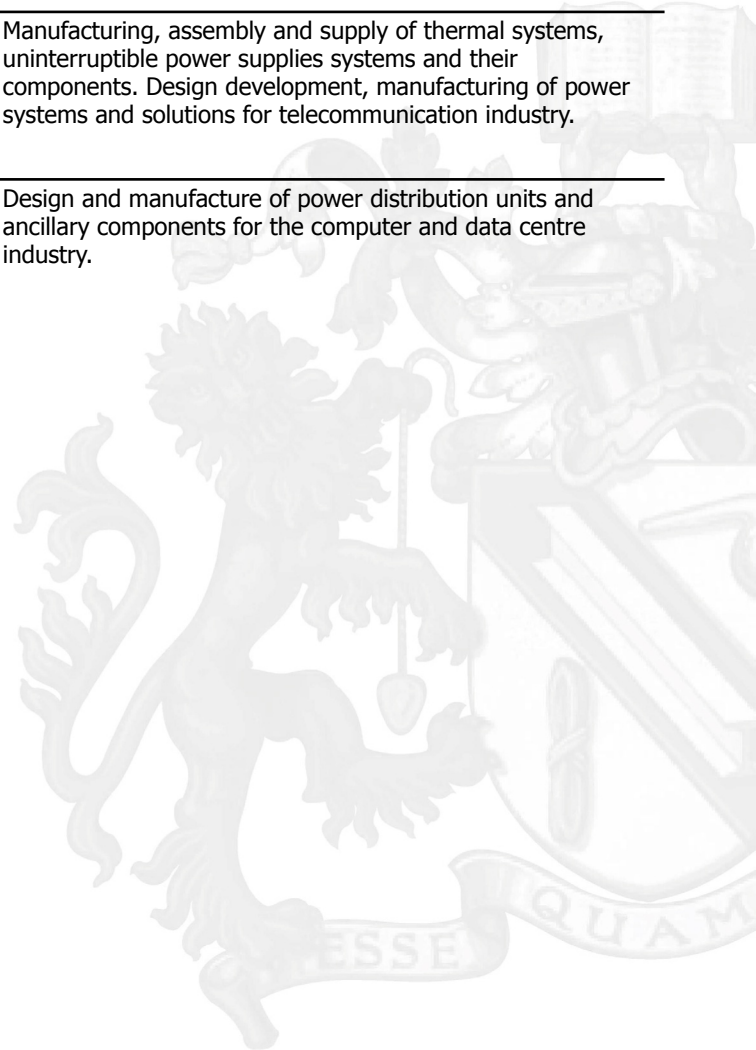 Manufacturing, assembly and supply of thermal systems,
uninterruptible power supplies systems and their
components. Design development, manufacturing of power
systems and solutions for telecommunication industry.
Design and manufacture of power distribution units and
ancillary components for the computer and data centre
industry.
ESSE
QUAM